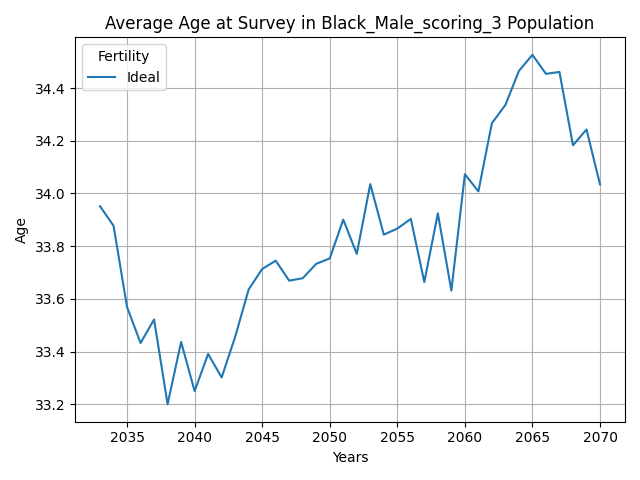 Average Age at Survey in Black_Male_scoring_3 Population
Fertility
Ideal
34.4
34.2
34.0
33.8
33.6
33.4
33.2
Age
2035 2040 2045 2050 2055 2060 2065 2070
Years